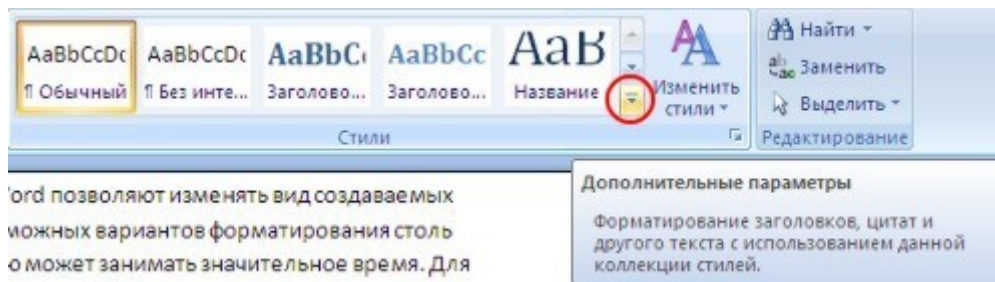 AaBbCcDc AaBbCcDc AaBbC AaBbCc АаВ
¶ Обычный ¶ Без инте... Заголово... Заголово... Название
Изменить
стили
Найти
Заменить
Выделить
Стили
Редактирование
ord позволяют изменять вид создаваемых
можных вариантов форматирования столь
о может занимать значительное время. Для
Дополнительные параметры
Форматирование заголовков, цитат и
другого текста с использованием данной
коллекции стилей.